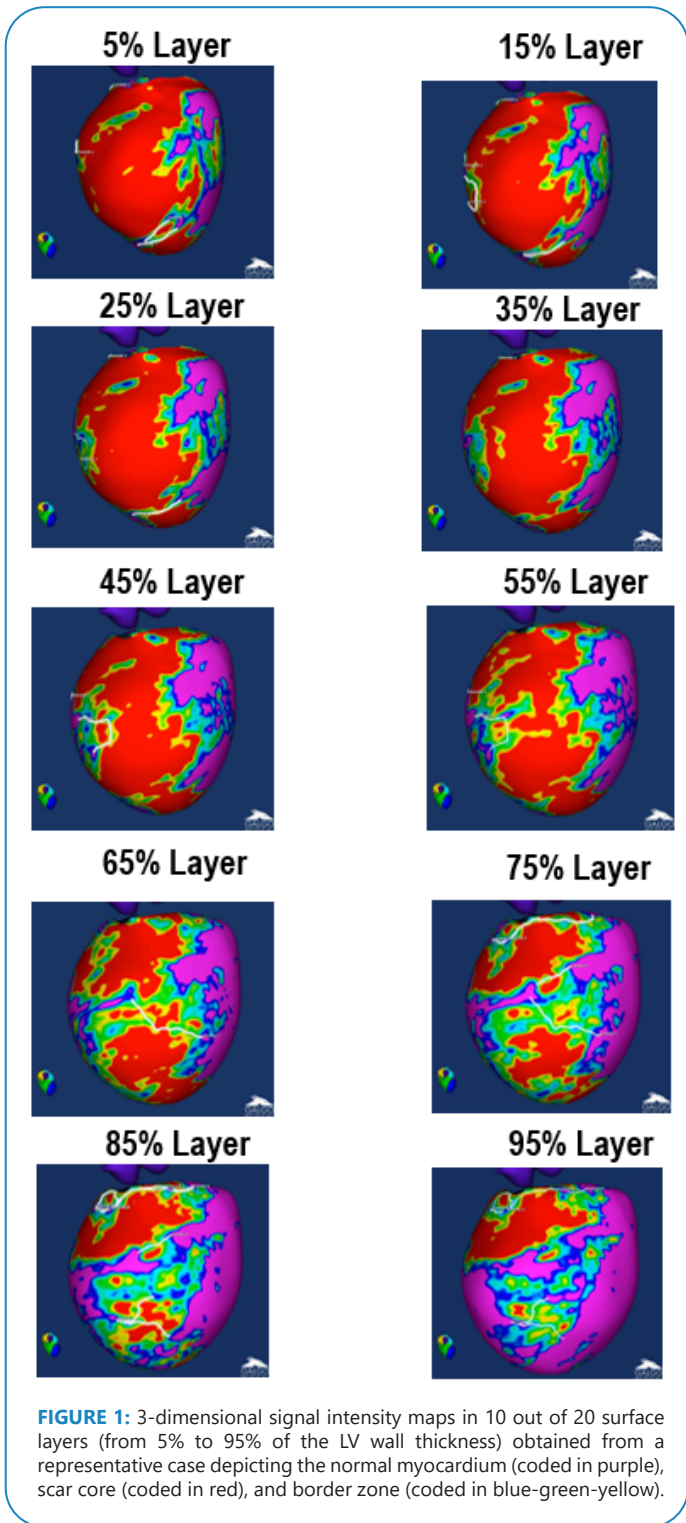 5% Layer
15% Layer
25% Layer
35% Layer
45% Layer
55% Layer
65% Layer
75% Layer
85% Layer
95% Layer
FIGURE 1: 3-dimensional signal intensity maps in 10 out of 20 surface
layers (from 5% to 95% of the LV wall thickness) obtained from a
representative case depicting the normal myocardium (coded in purple),
scar core (coded in red), and border zone (coded in blue-green-yellow).